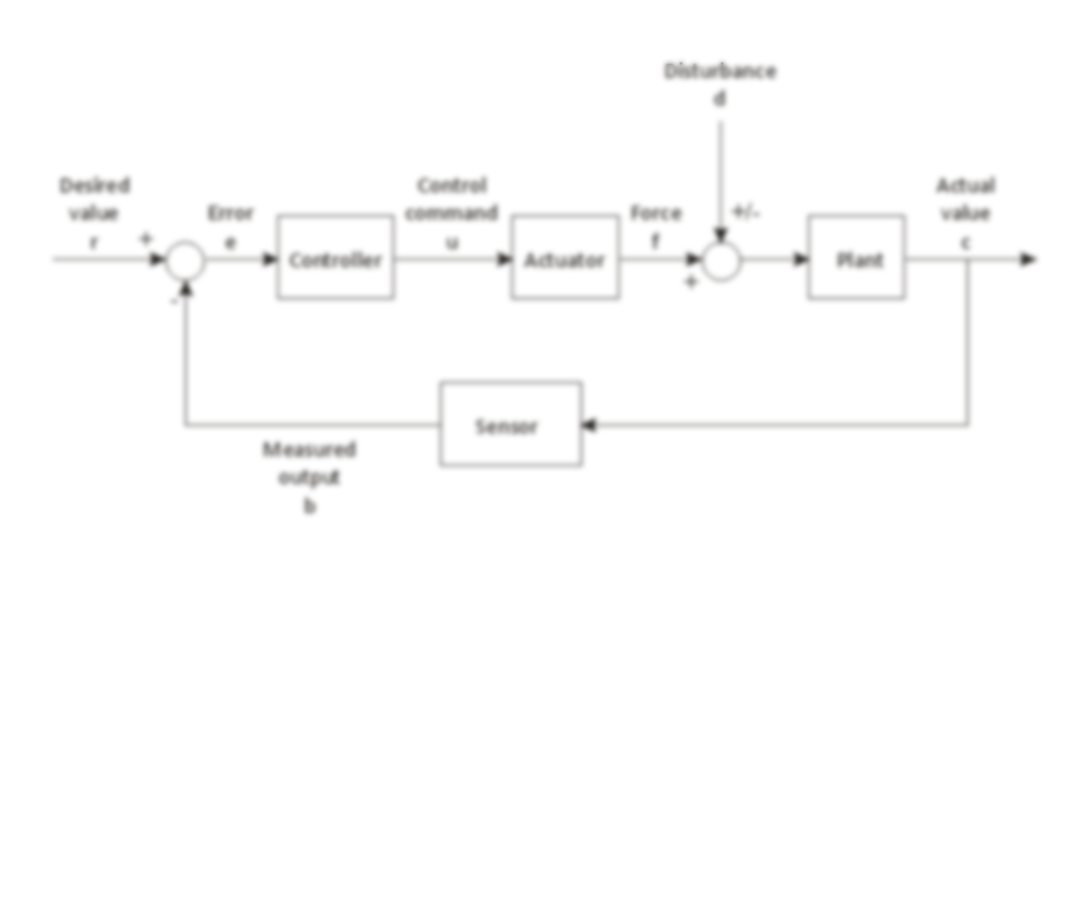 Disturbance
d
Desired
value
r
+
-
Error
e
Controller
Control
command
u
Actuator
Force
f
+
+/-
Plant
Actual
value
c
Sensor
Measured
output
b